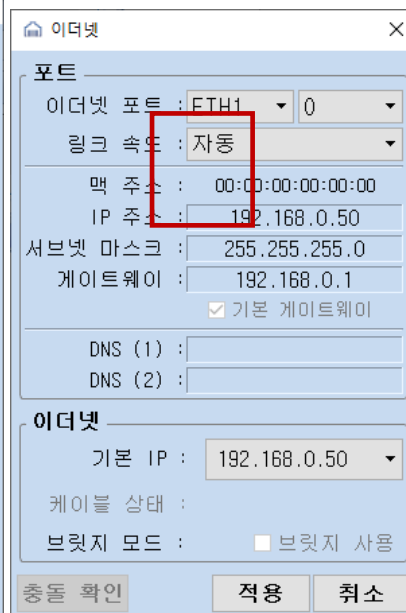 이더넷
포트
이더넷 포트 : ETH1 0
링크 속도 : 자동
맥 주소 : 00:00:00:00:00:00
IP 주소 : 192.168.0.50
서브넷 마스크 : 255.255.255.0
게이트웨이 : 192.168.0.1
기본 게이트웨이
DNS (1) :
DNS (2) :
이더넷
기본 IP : 192.168.0.50
케이블 상태 :
브릿지 모드 : 브릿지 사용
충돌 확인 적용 취소